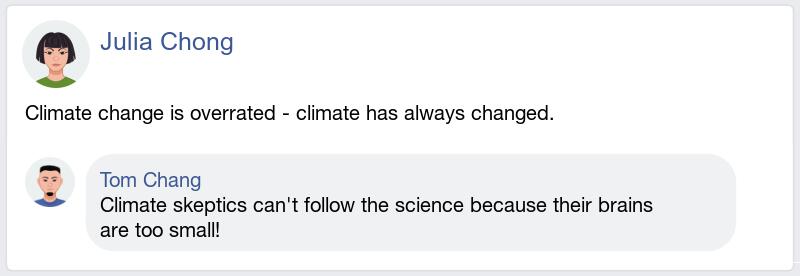 Julia Chong
Climate change is overrated - climate has always changed.
Tom Chang
Climate skeptics can't follow the science because their brains
are too small!